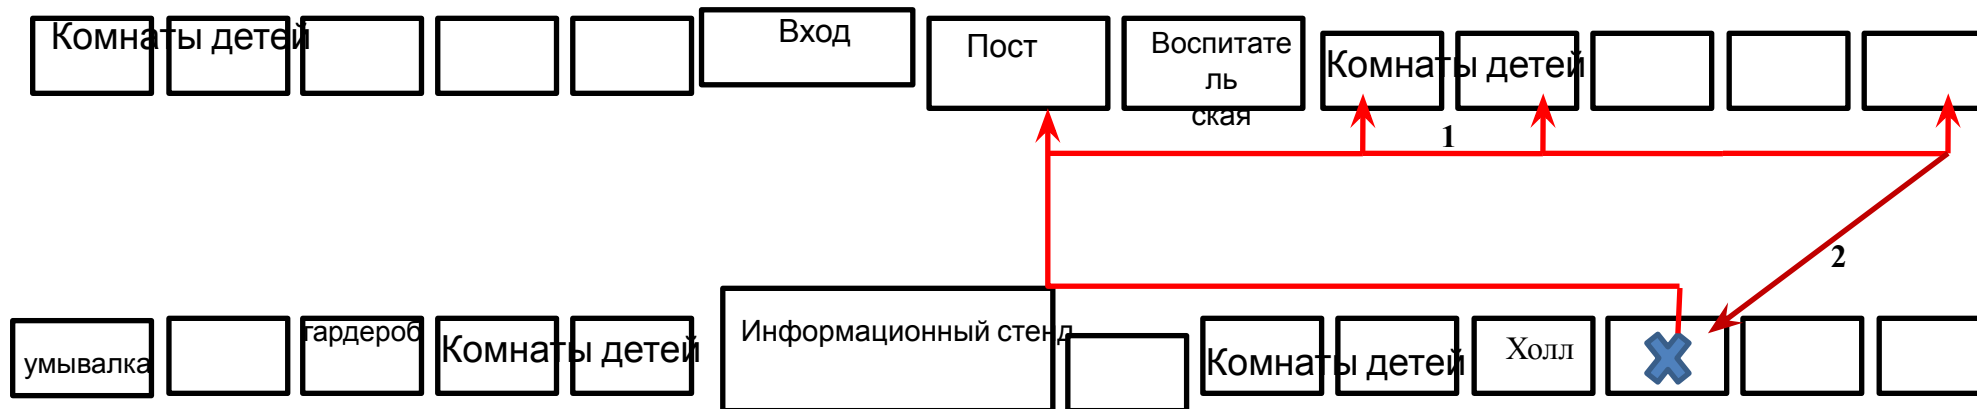 Комнаты детей
Вход
Пост
Воспитате
ль
ская
Комнаты детей
1
2
умывалка
гардероб
Комнаты детей
Информационный стенд
Комнаты детей
Холл